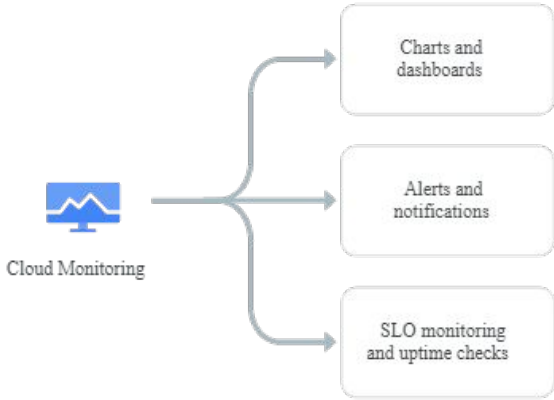 Charts and
dashboards
Alerts and
notifications
Cloud Monitoring
SLO monitoring
and uptime checks